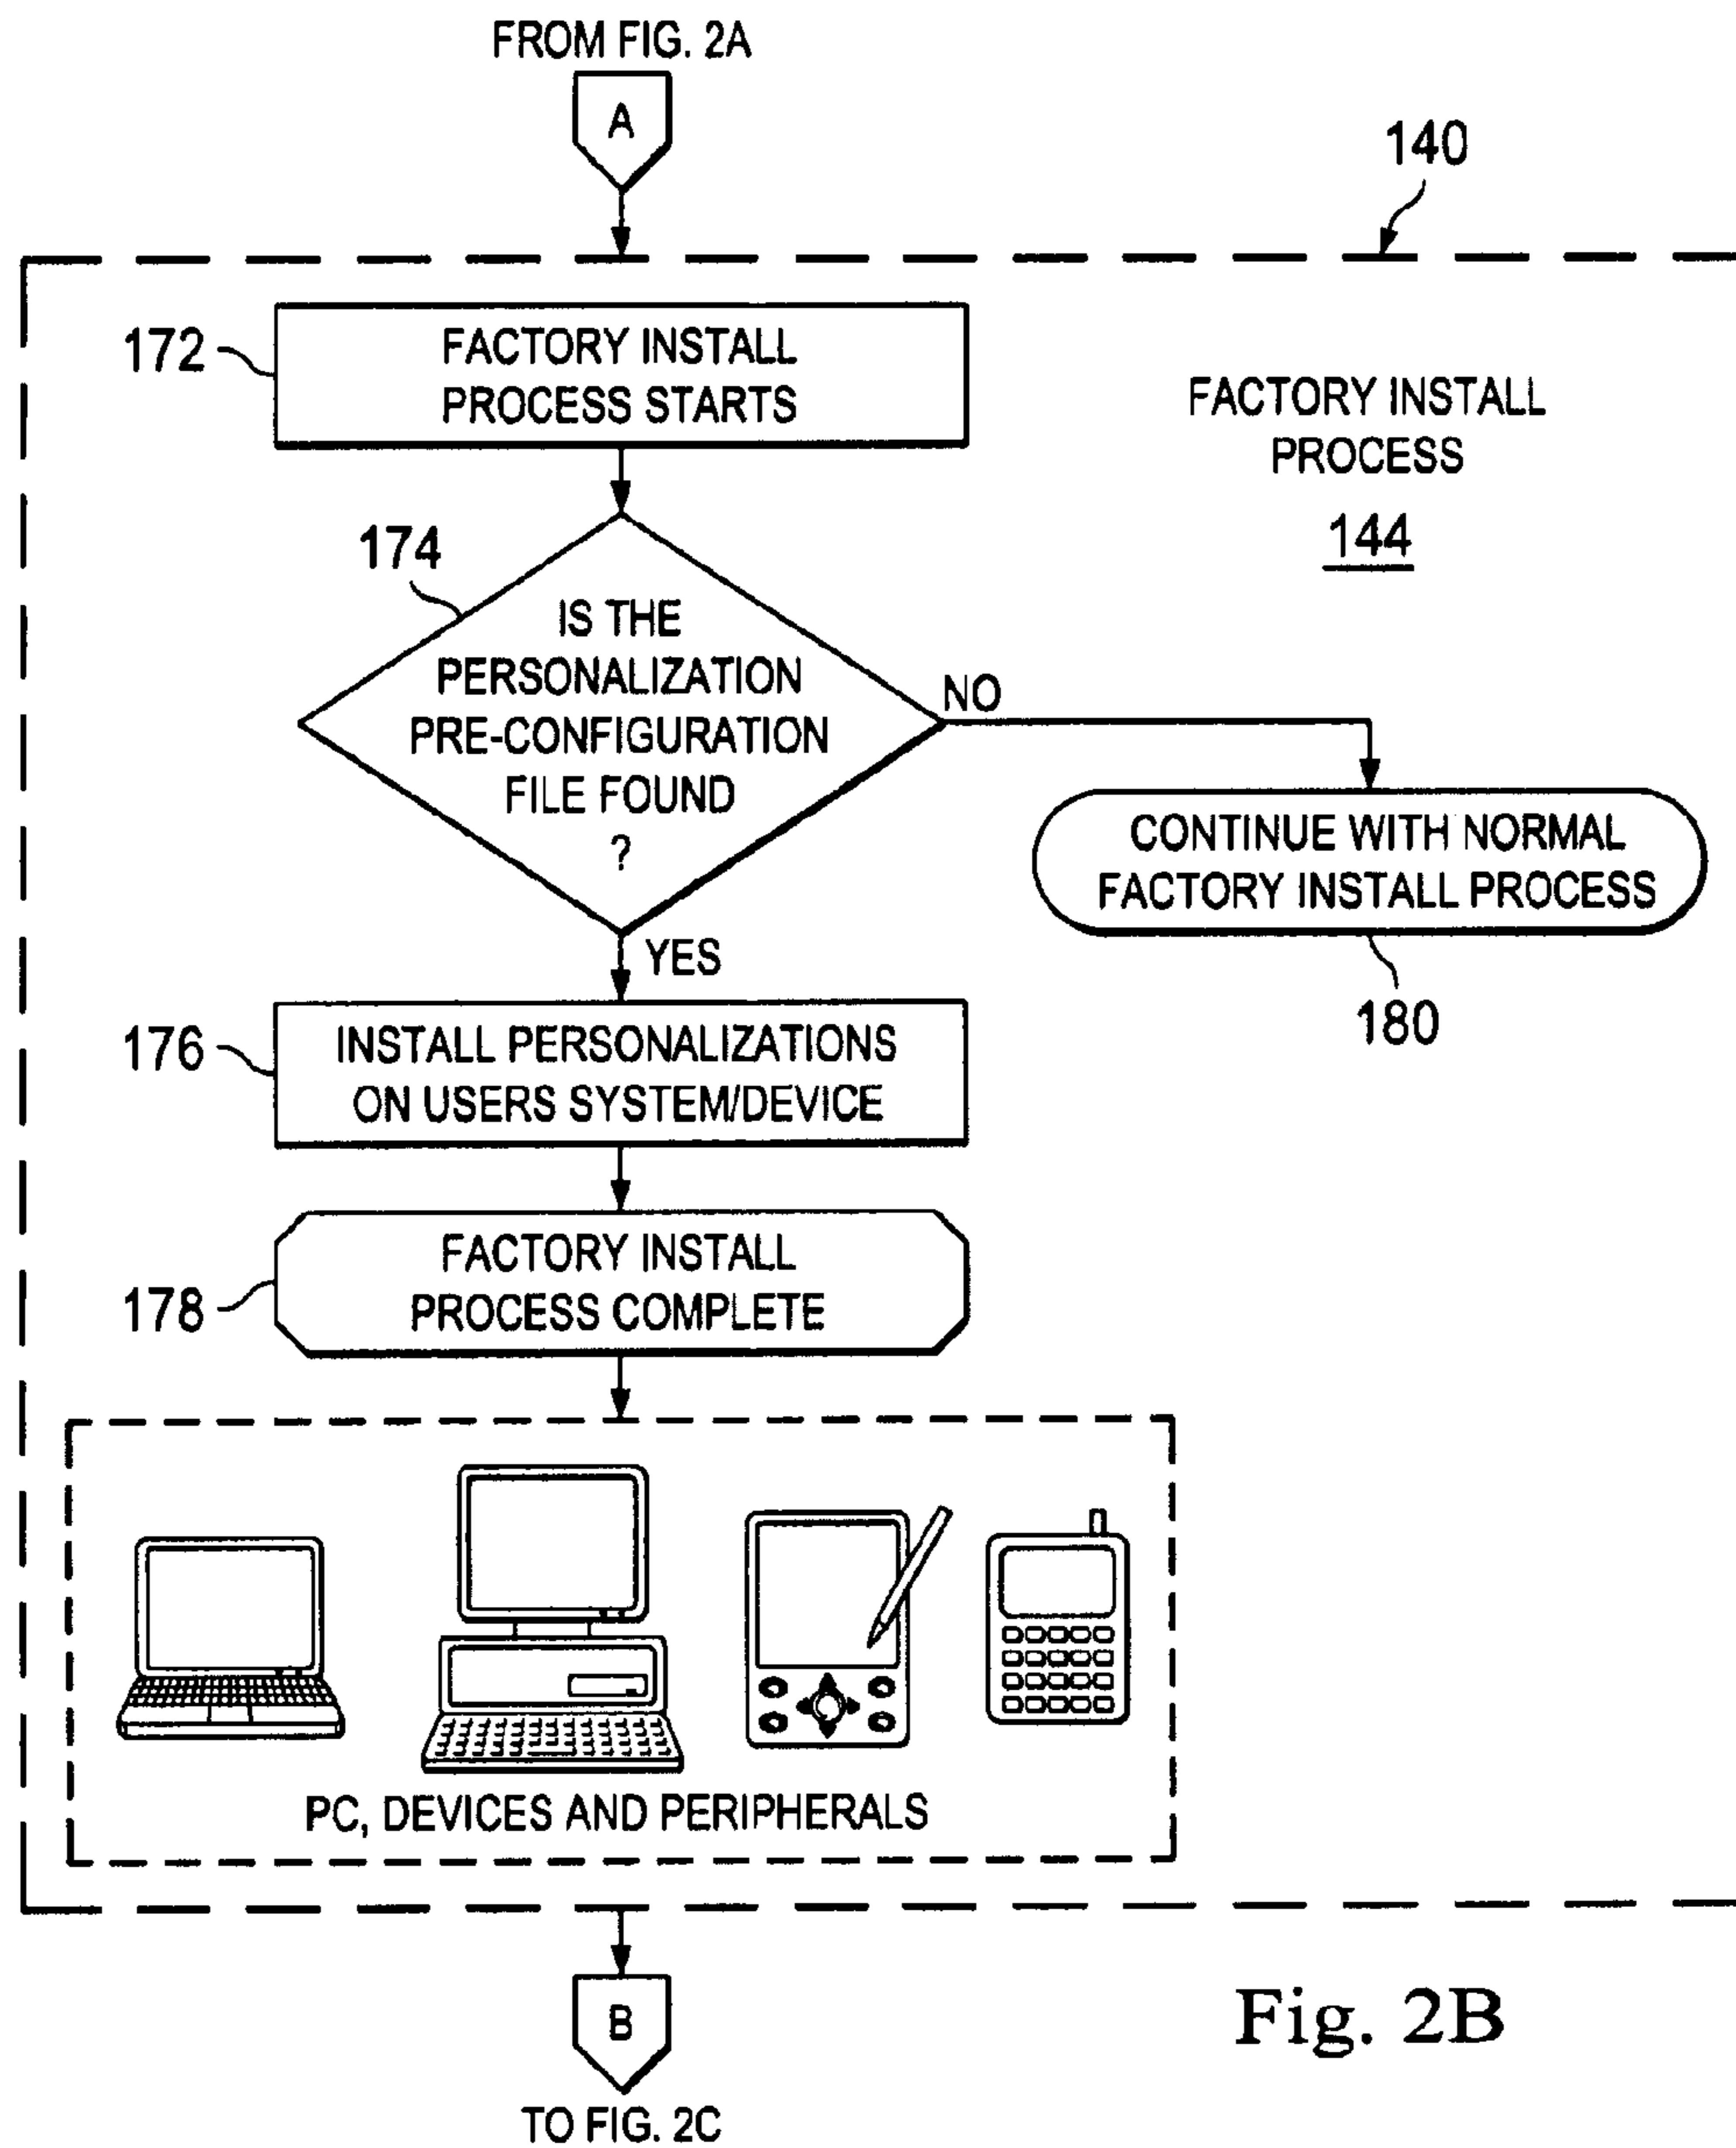 FROM FIG. 2A
A
140
172
FACTORY INSTALL
PROCESS STARTS
FACTORY INSTALL
PROCESS
144
174
IS THE
PERSONALIZATION
PRE-CONFIGURATION
FILE FOUND
?
NO
CONTINUE WITH NORMAL
FACTORY INSTALL PROCESS
180
YES
176
INSTALL PERSONALIZATIONS
ON USERS SYSTEM/DEVICE
178
FACTORY INSTALL
PROCESS COMPLETE
PC, DEVICES AND PERIPHERALS
B
TO FIG. 2C
Fig. 2B